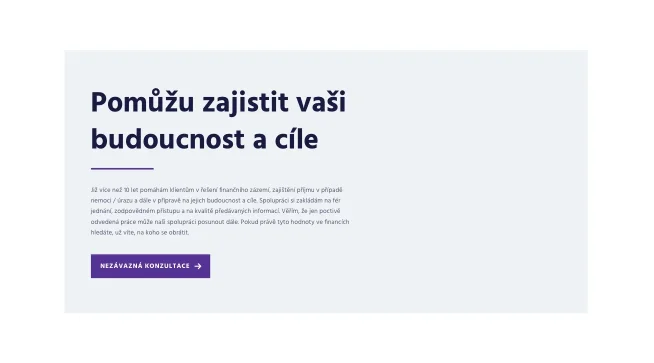 Pomůžu zajistit vaši
budoucnost a cíle
Již více než 10 let pomáhám klientům v řešení finančního zázemí, zajištění příjmu v případě
nemoci / úrazu a dále v přípravě na jejich budoucnost a cíle. Spolupráci si zakládám na fér
jednání, zodpovědném přístupu a na kvalitě předávaných informací. Věřím, že jen poctivě
odvedená práce může naši spolupráci posunout dále. Pokud právě tyto hodnoty ve financích
hledáte, už víte, na koho se obrátit.
NEZÁVAZNÁ KONZULTACE →